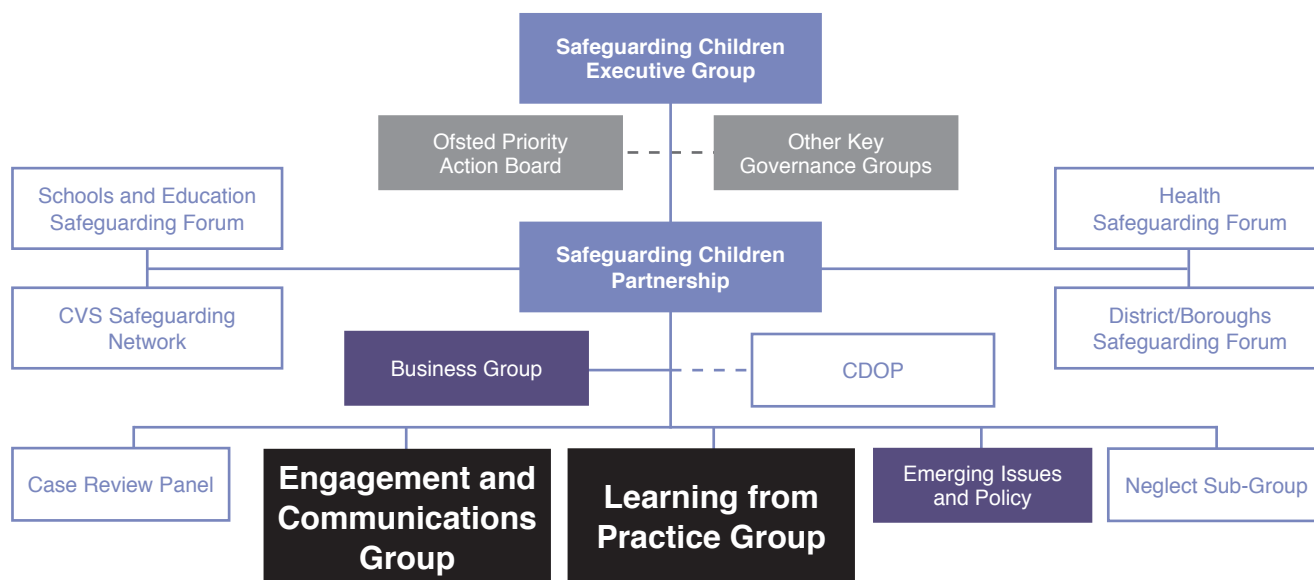 Safeguarding Children
Executive Group
Ofsted Priority
Action Board
Other Key
Governance Groups
Schools and Education
Safeguarding Forum
Health
Safeguarding Forum
Safeguarding Children
Partnership
CVS Safeguarding
Network
District/Boroughs
Safeguarding Forum
Business Group
CDOP
Case Review Panel
Engagement and
Communications
Group
Learning from
Practice Group
Emerging Issues
and Policy
Neglect Sub-Group